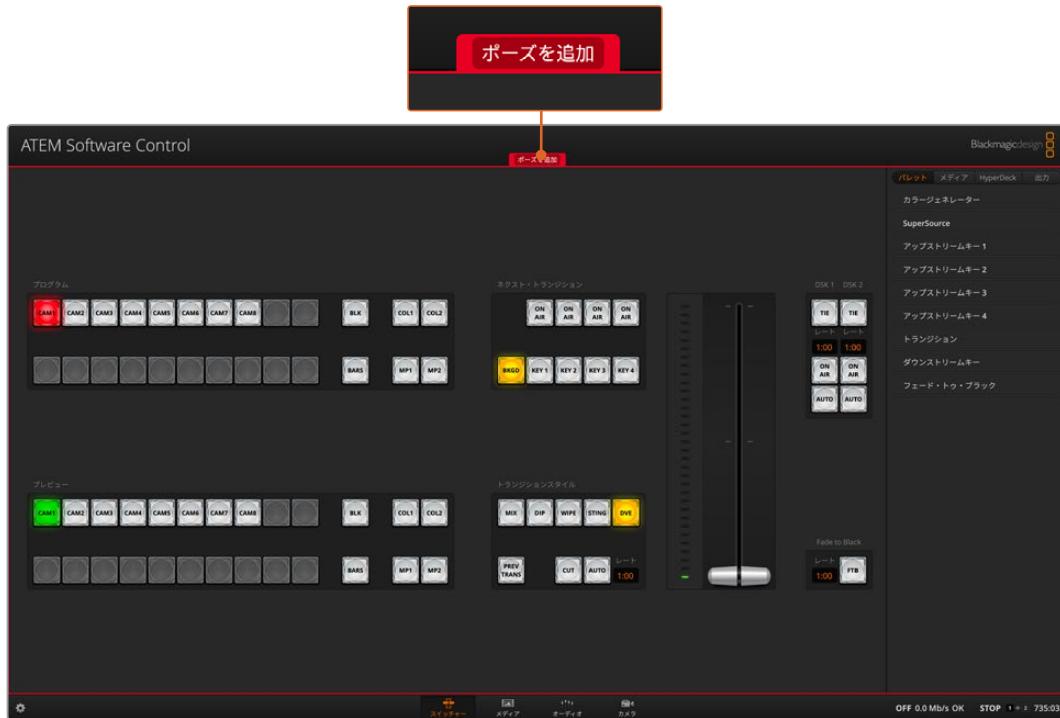 ポーズを追加
ATEM Software Control
ポーズを追加
Blackmagicdesign
パレット メディア HyperDeck 出力
カラージェネレーター
SuperSource
アップストリームキー 1
アップストリームキー 2
アップストリームキー 3
アップストリームキー 4
トランジション
ダウンストリームキー
フェード・トゥ・ブラック
プログラム
CAM1 CAM2 CAM3 CAM4 CAM5 CAM6 CAM7 CAM8 BLK COL1 COL2
BARS MP1 MP2
ネクスト・トランジション
ON AIR ON AIR ON AIR ON AIR
BKGD KEY 1 KEY 2 KEY 3 KEY 4
DSK 1 DSK 2
TIE TIE
レート レート
1:00 1:00
ON AIR ON AIR
AUTO AUTO
プレビュー
CAM1 CAM2 CAM3 CAM4 CAM5 CAM6 CAM7 CAM8 BLK COL1 COL2
BARS MP1 MP2
トランジションスタイル
MIX DIP WIPE STING DVE
PREV TRANS CUT AUTO
レート
1:00
Fade to Black
レート
1:00 FTB
スイッチャー メディア オーディオ カメラ
OFF 0.0 Mb/s OK STOP 1 2 735:03